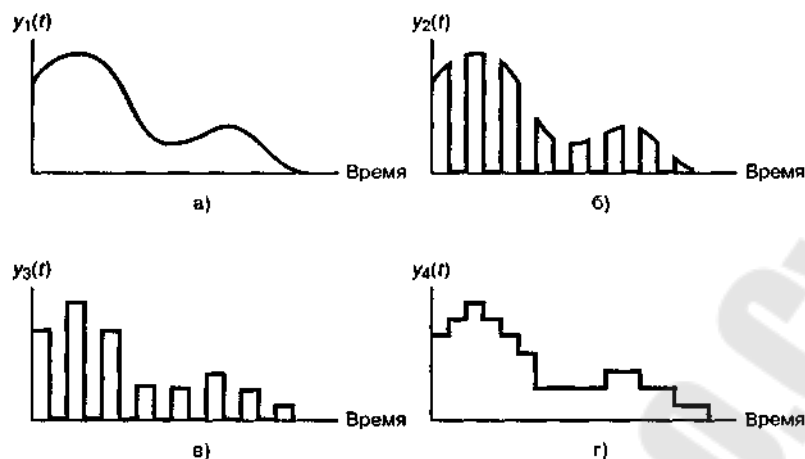 y₁(t)
Время
а)
y₂(t)
Время
б)
y₃(t)
Время
в)
y₄(t)
Время
г)